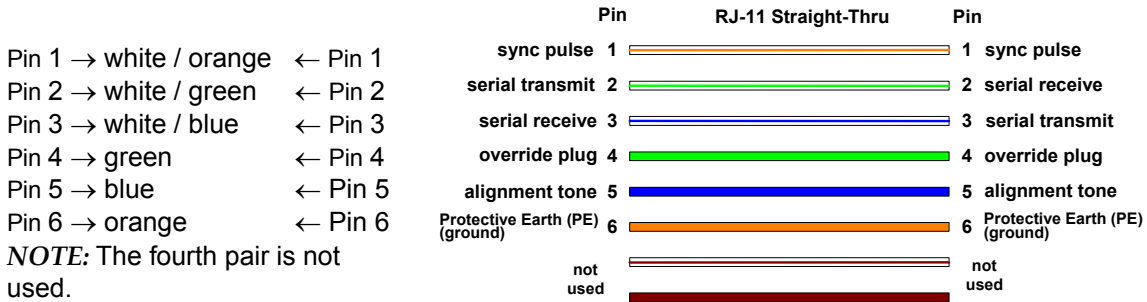 Pin 1 → white / orange ← Pin 1
Pin 2 → white / green ← Pin 2
Pin 3 → white / blue ← Pin 3
Pin 4 → green ← Pin 4
Pin 5 → blue ← Pin 5
Pin 6 → orange ← Pin 6
NOTE: The fourth pair is not
used.
Pin RJ-11 Straight-Thru Pin
sync pulse 1 1 sync pulse
serial transmit 2 2 serial receive
serial receive 3 3 serial transmit
override plug 4 4 override plug
alignment tone 5 5 alignment tone
Protective Earth (PE) 6 6 Protective Earth (PE)
(ground) (ground)
not not
used used